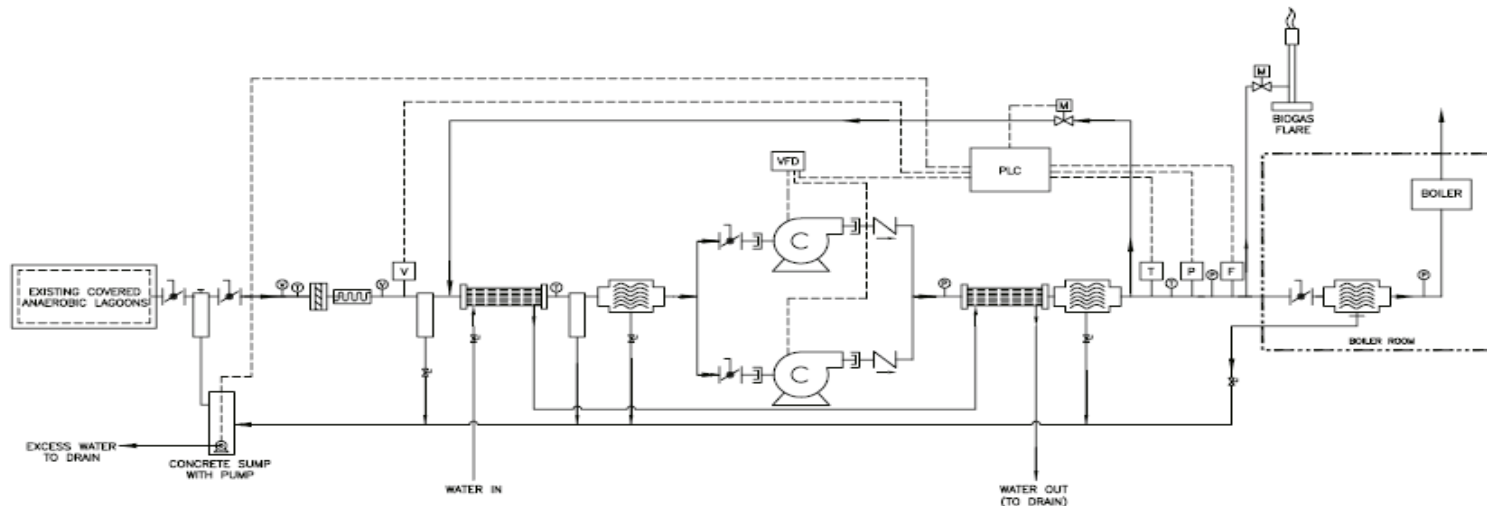 M
BIOGAS
FLARE
M
VFD
PLC
BOILER
C
EXISTING COVERED
ANAEROBIC LAGOONS
V
T
P
F
P
P
T
P
T
BOILER ROOM
C
EXCESS WATER
TO DRAIN
CONCRETE SUMP
WITH PUMP
WATER IN
WATER OUT
(TO DRAIN)